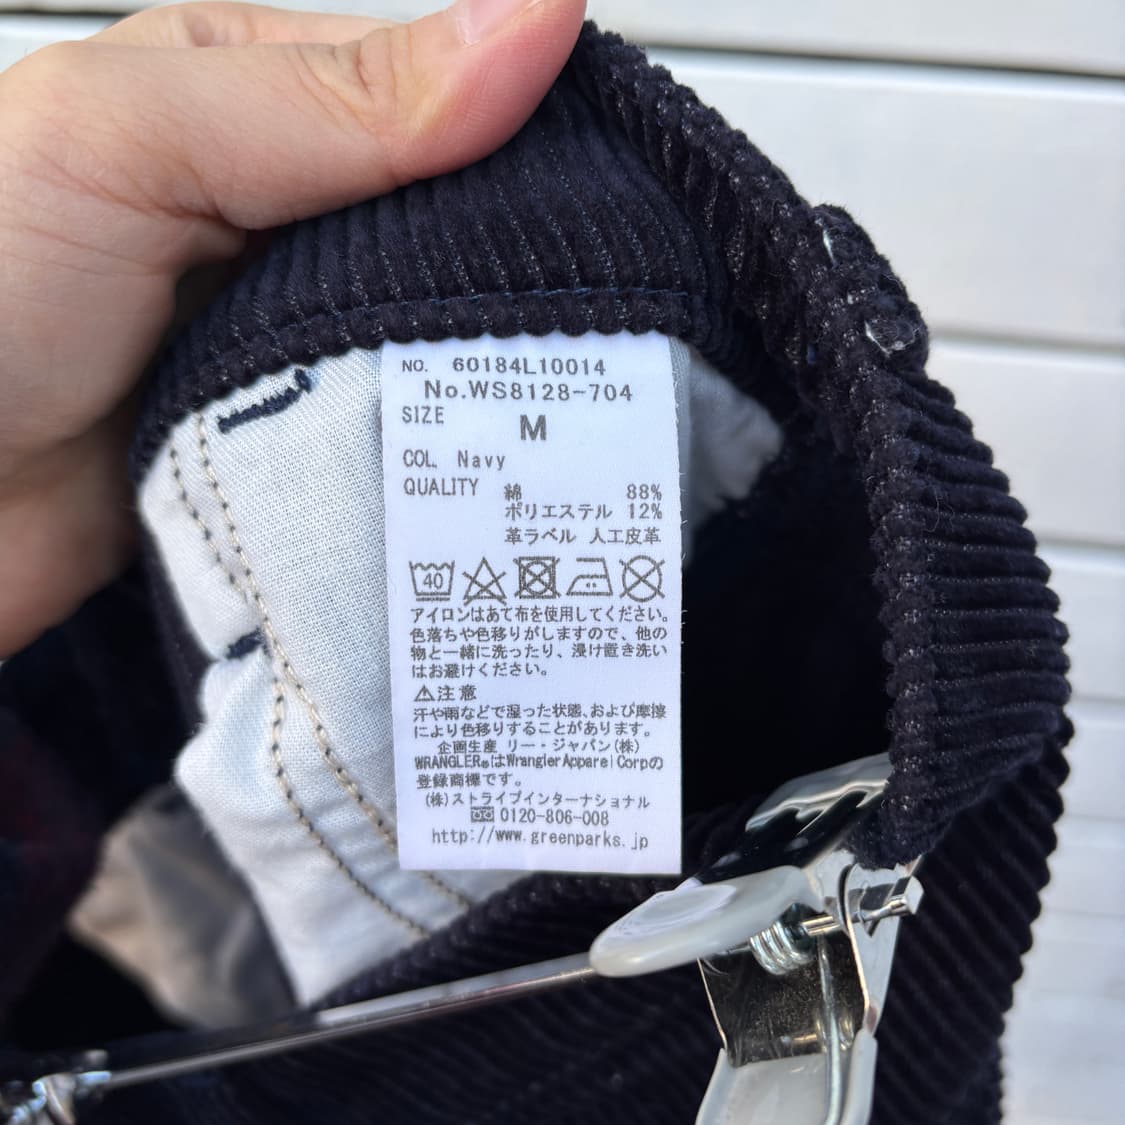 NO. 60184L10014
No.WS8128-704
SIZE M
COL. Navy
QUALITY 綿 88%
ポリエステル 12%
革ラベル 人工皮革
40
アイロンはあて布を使用してください。
色落ちや色移りがしますので、他の
物と一緒に洗ったり、浸け置き洗い
はお避けください。
⚠注意
汗や雨などで湿った状態、および摩擦
により色移りすることがあります。
企画生産 リー・ジャパン(株)
WRANGLER®はWrangler Apparel Corpの
登録商標です。
(株)ストライプインターナショナル
0120-806-008
http://www.greenparks.jp